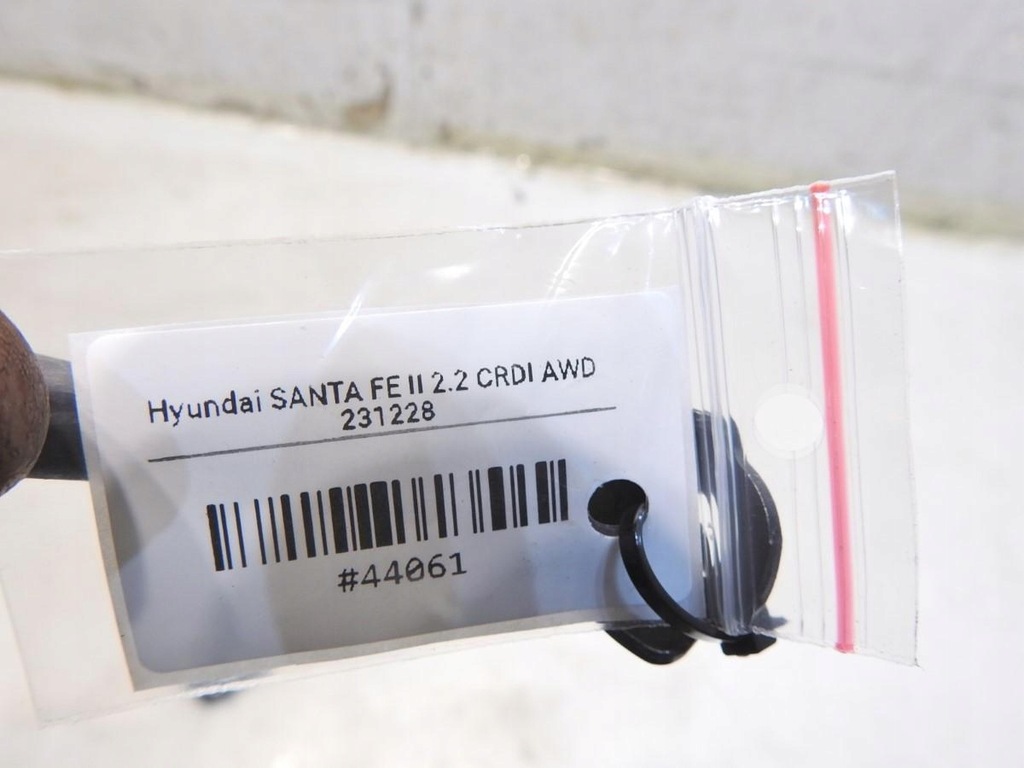 Hyundai SANTA FE II 2.2 CRDI AWD
231228
#44061